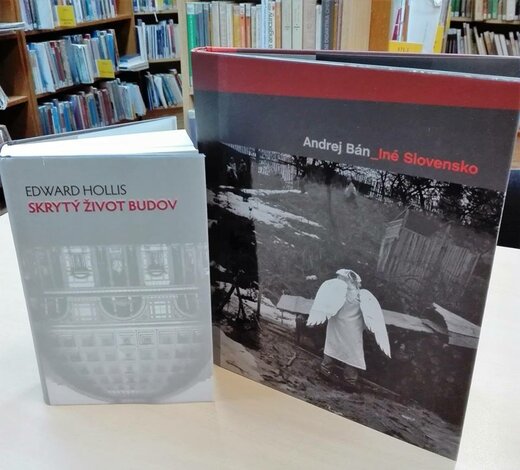 EDWARD HOLLIS
SKRYTÝ ŽIVOT BUDOV
Andrej Bán_Iné Slovensko